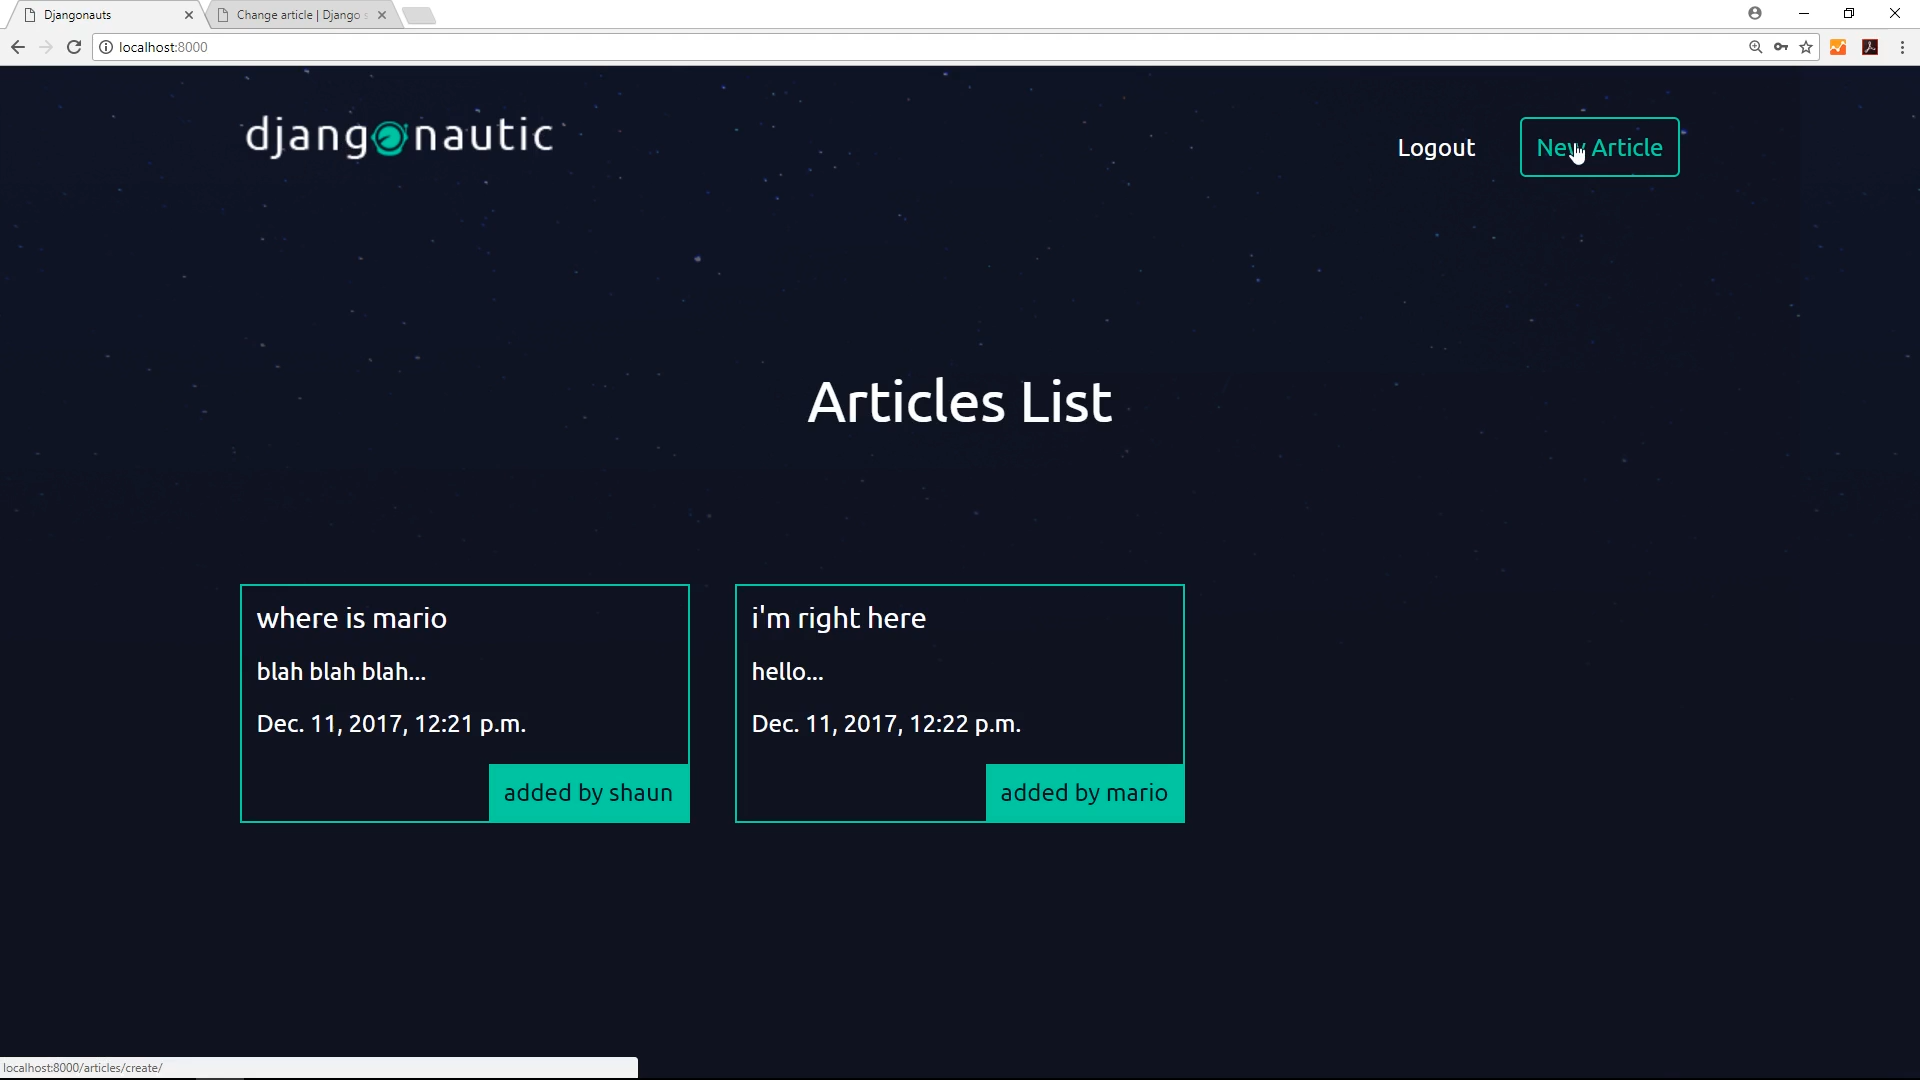 Djangonauts
Change article | Django s
localhost:8000
djangonautic
Logout
New Article
Articles List
where is mario
blah blah blah...
Dec. 11, 2017, 12:21 p.m.
added by shaun
i'm right here
hello...
Dec. 11, 2017, 12:22 p.m.
added by mario
localhost:8000/articles/create/